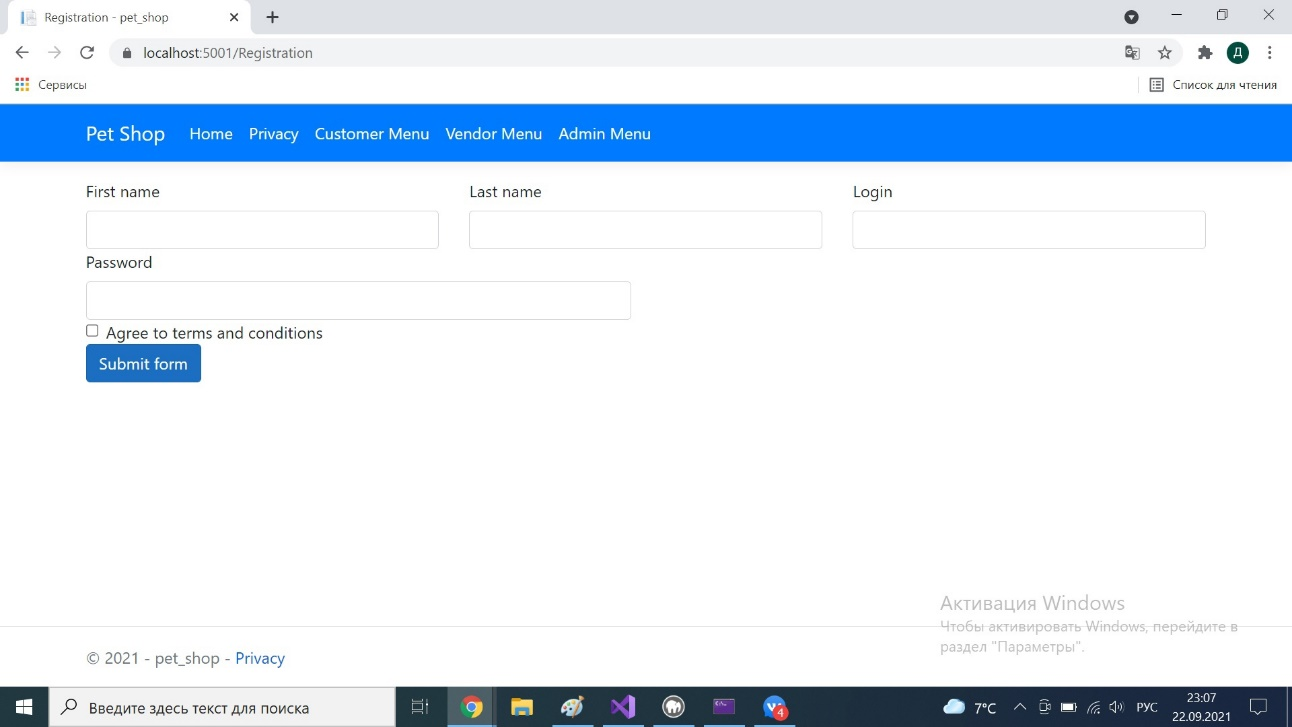 Registration - pet_shop
localhost:5001/Registration
Д
Сервисы
Список для чтения
Pet Shop Home Privacy Customer Menu Vendor Menu Admin Menu
First name Last name Login
Password
Agree to terms and conditions
Submit form
Активация Windows
Чтобы активировать Windows, перейдите в
раздел "Параметры".
© 2021 - pet_shop - Privacy
Введите здесь текст для поиска
4
7°C
РУС
23:07
22.09.2021